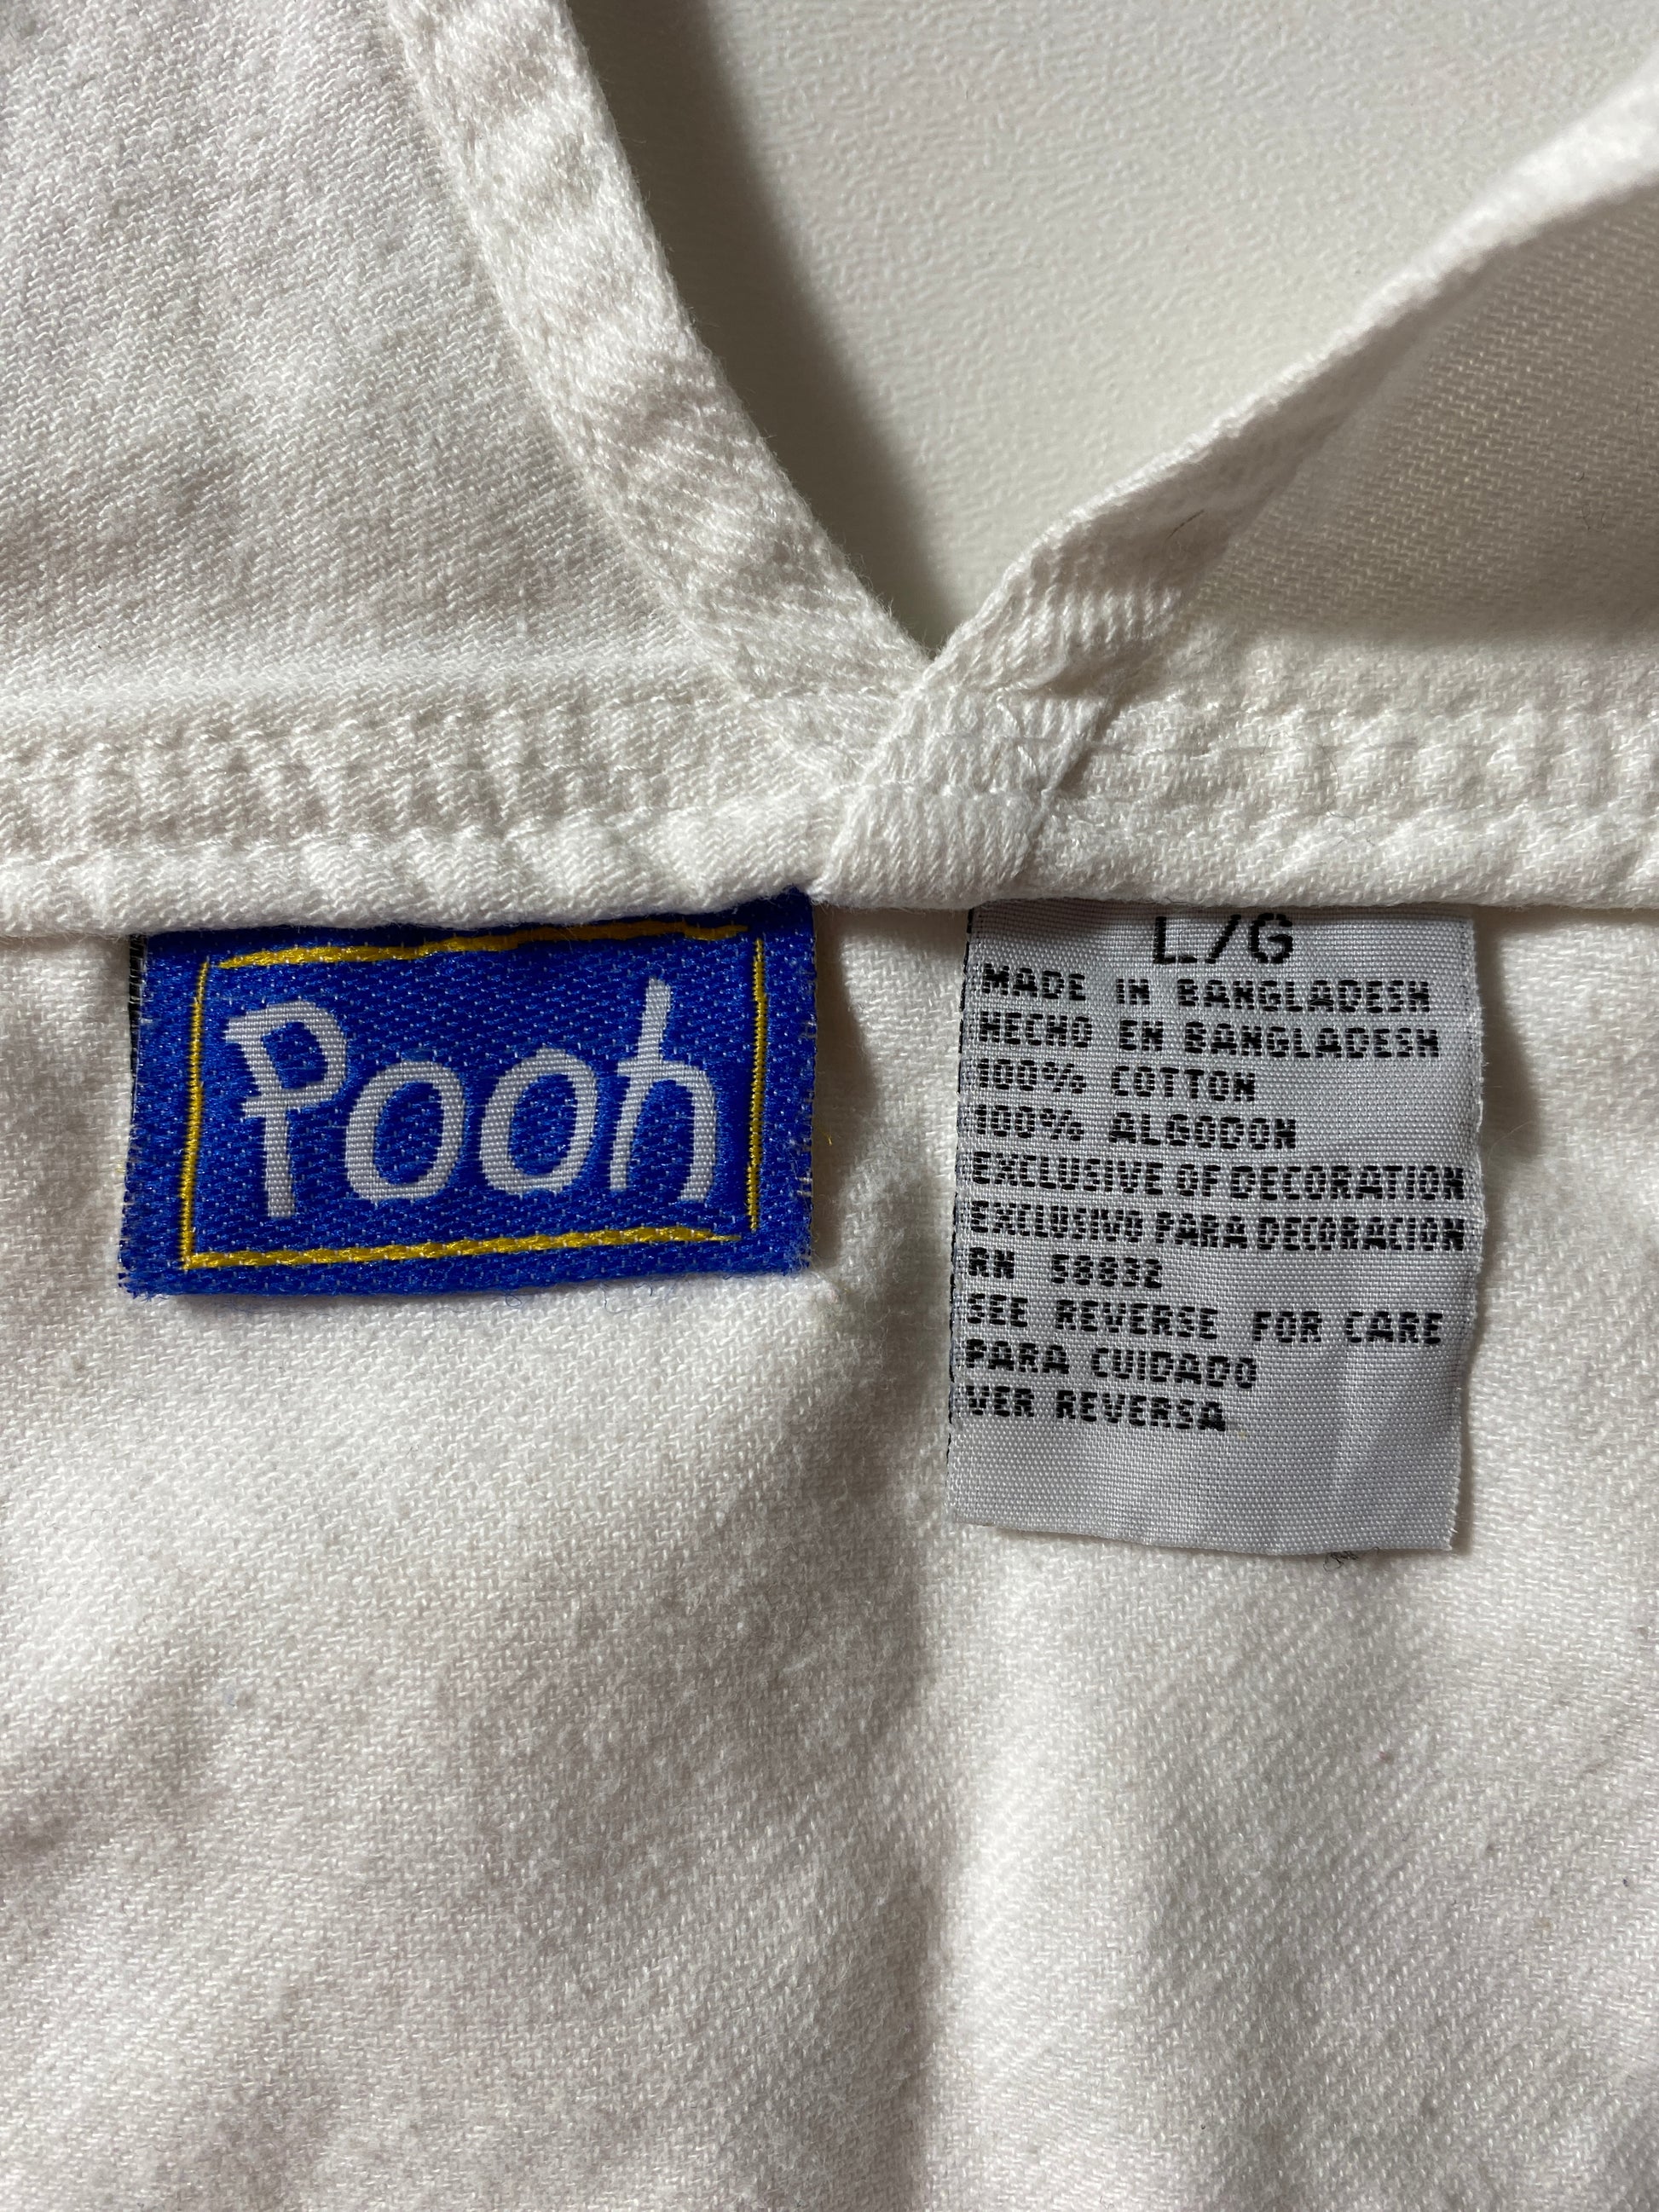 Pooh
L/G
MADE IN BANGLADESH
HECHO EN BANGLADESH
100% COTTON
100% ALGODON
EXCLUSIVE OF DECORATION
EXCLUSIVO PARA DECORACION
RN 58832
SEE REVERSE FOR CARE
PARA CUIDADO
VER REVERSA